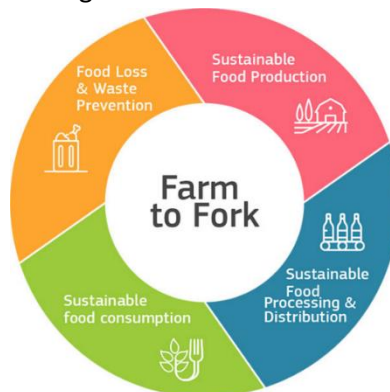 Food Loss
& Waste
Prevention
Sustainable
Food Production
Farm
to Fork
Sustainable
Food
Processing &
Distribution
Sustainable
food consumption